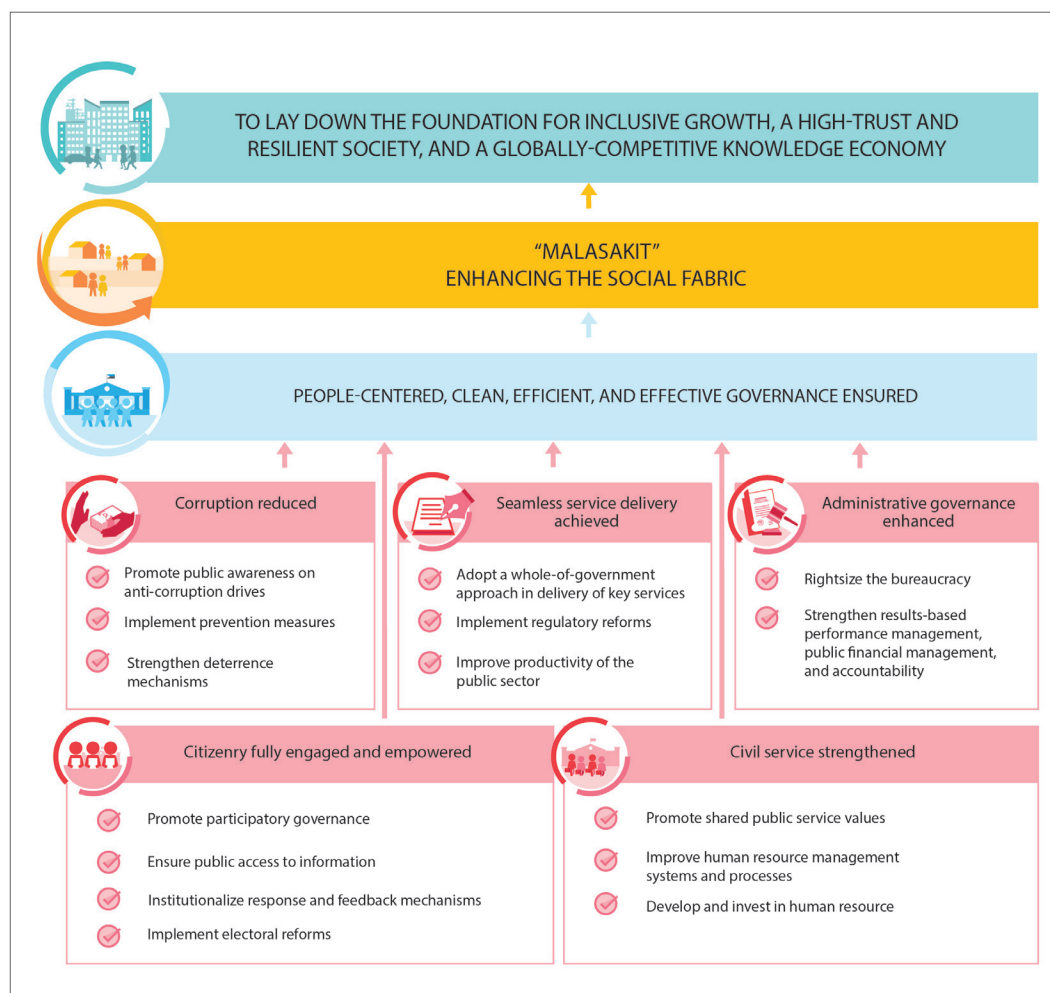 TO LAY DOWN THE FOUNDATION FOR INCLUSIVE GROWTH, A HIGH-TRUST AND
RESILIENT SOCIETY, AND A GLOBALLY-COMPETITIVE KNOWLEDGE ECONOMY
“MALASAKIT”
ENHANCING THE SOCIAL FABRIC
PEOPLE-CENTERED, CLEAN, EFFICIENT, AND EFFECTIVE GOVERNANCE ENSURED
Corruption reduced
Promote public awareness on
anti-corruption drives
Implement prevention measures
Strengthen deterrence
mechanisms
Seamless service delivery
achieved
Adopt a whole-of-government
approach in delivery of key services
Implement regulatory reforms
Improve productivity of the
public sector
Administrative governance
enhanced
Rightsize the bureaucracy
Strengthen results-based
performance management,
public financial management,
and accountability
Citizenry fully engaged and empowered
Promote participatory governance
Ensure public access to information
Institutionalize response and feedback mechanisms
Implement electoral reforms
Civil service strengthened
Promote shared public service values
Improve human resource management
systems and processes
Develop and invest in human resource